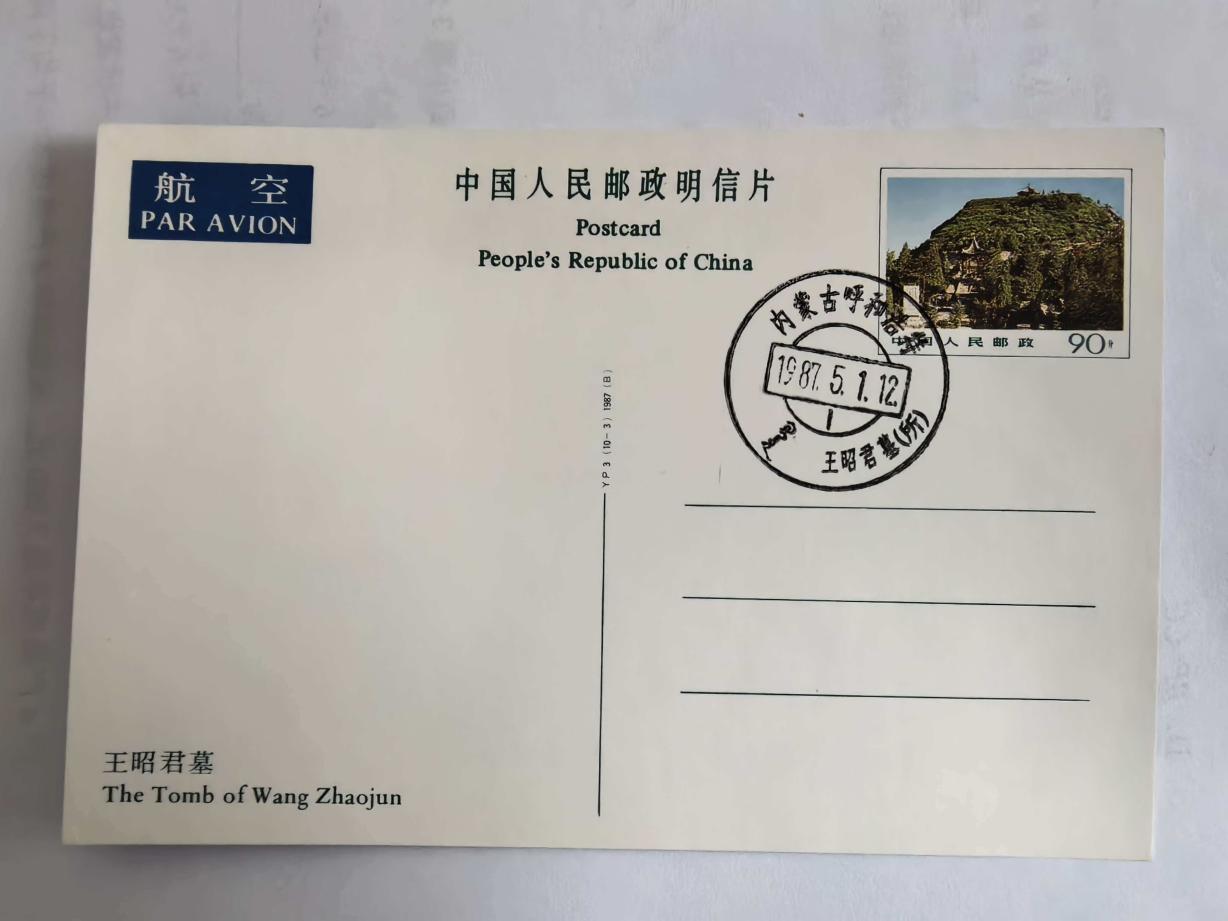 航 空
PAR AVION
中国人民邮政明信片
Postcard
People's Republic of China
中国人民邮政 90分
内蒙古呼和浩特
1987.5.1.12.
1
王昭君墓(所)
YP3 (10-3) 1987 (B)
王昭君墓
The Tomb of Wang Zhaojun